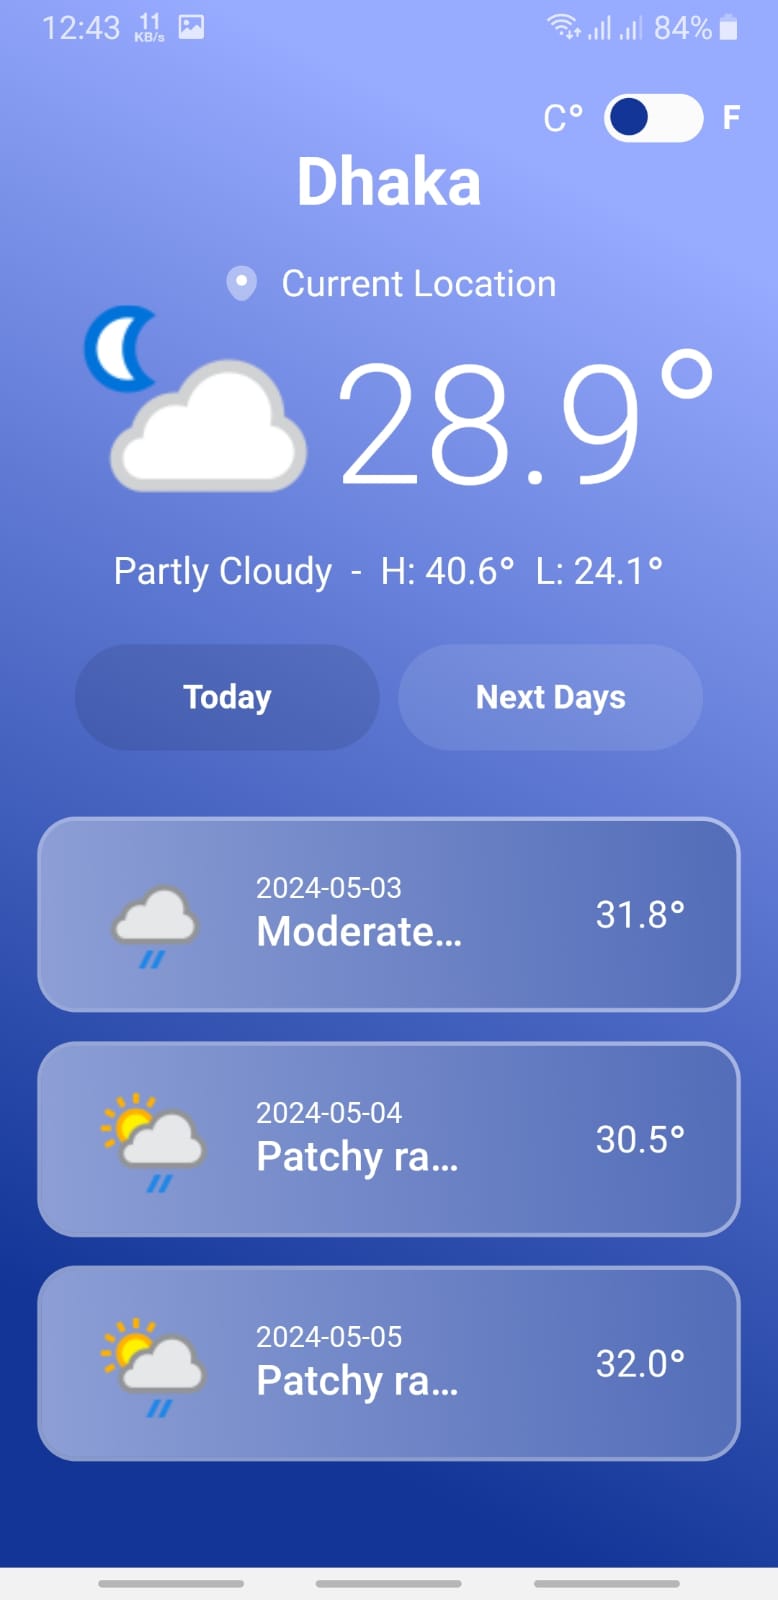 12:43 11 KB/s 84%
C° F
Dhaka
Current Location
28.9°
Partly Cloudy - H: 40.6° L: 24.1°
Today Next Days
2024-05-03
Moderate...
31.8°
2024-05-04
Patchy ra...
30.5°
2024-05-05
Patchy ra...
32.0°